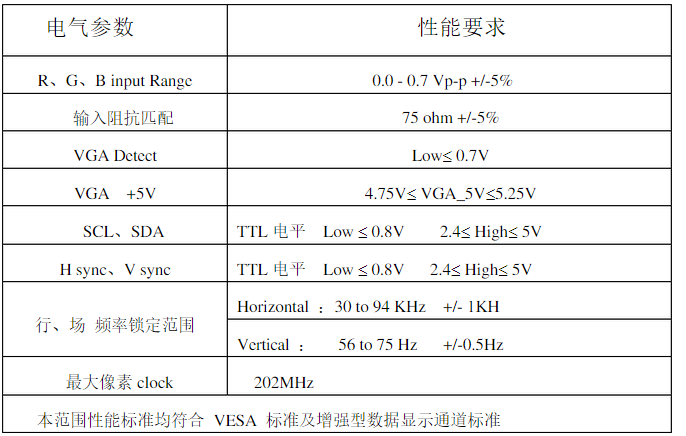 电气参数 性能要求
R、G、B input Range 0.0 - 0.7 Vp-p +/-5%
输入阻抗匹配 75 ohm +/-5%
VGA Detect Low≤ 0.7V
VGA +5V 4.75V≤ VGA_5V≤5.25V
SCL、SDA TTL 电平 Low ≤ 0.8V 2.4≤ High≤ 5V
H sync、V sync TTL 电平 Low ≤ 0.8V 2.4≤ High≤ 5V
行、场 频率锁定范围
Horizontal ：30 to 94 KHz +/- 1KH
Vertical ： 56 to 75 Hz +/-0.5Hz
最大像素 clock 202MHz
本范围性能标准均符合 VESA 标准及增强型数据显示通道标准